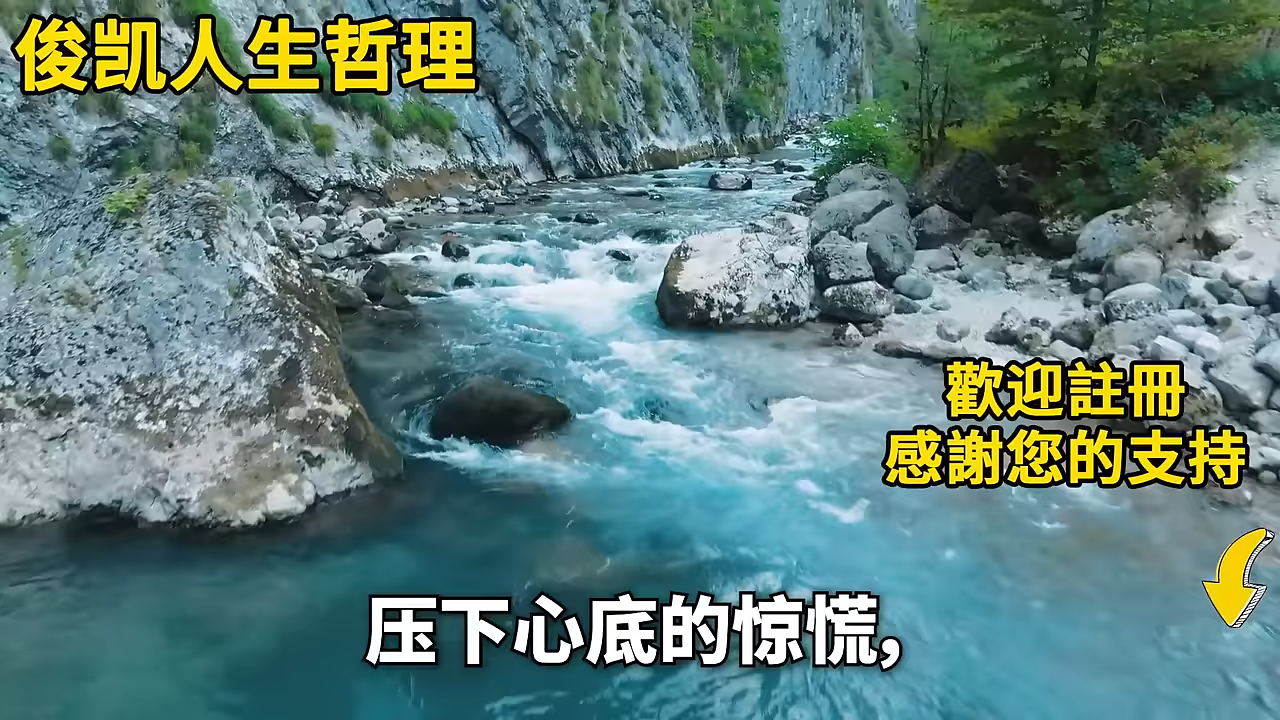 俊凯人生哲理
歡迎註冊
感謝您的支持
压下心底的惊慌,